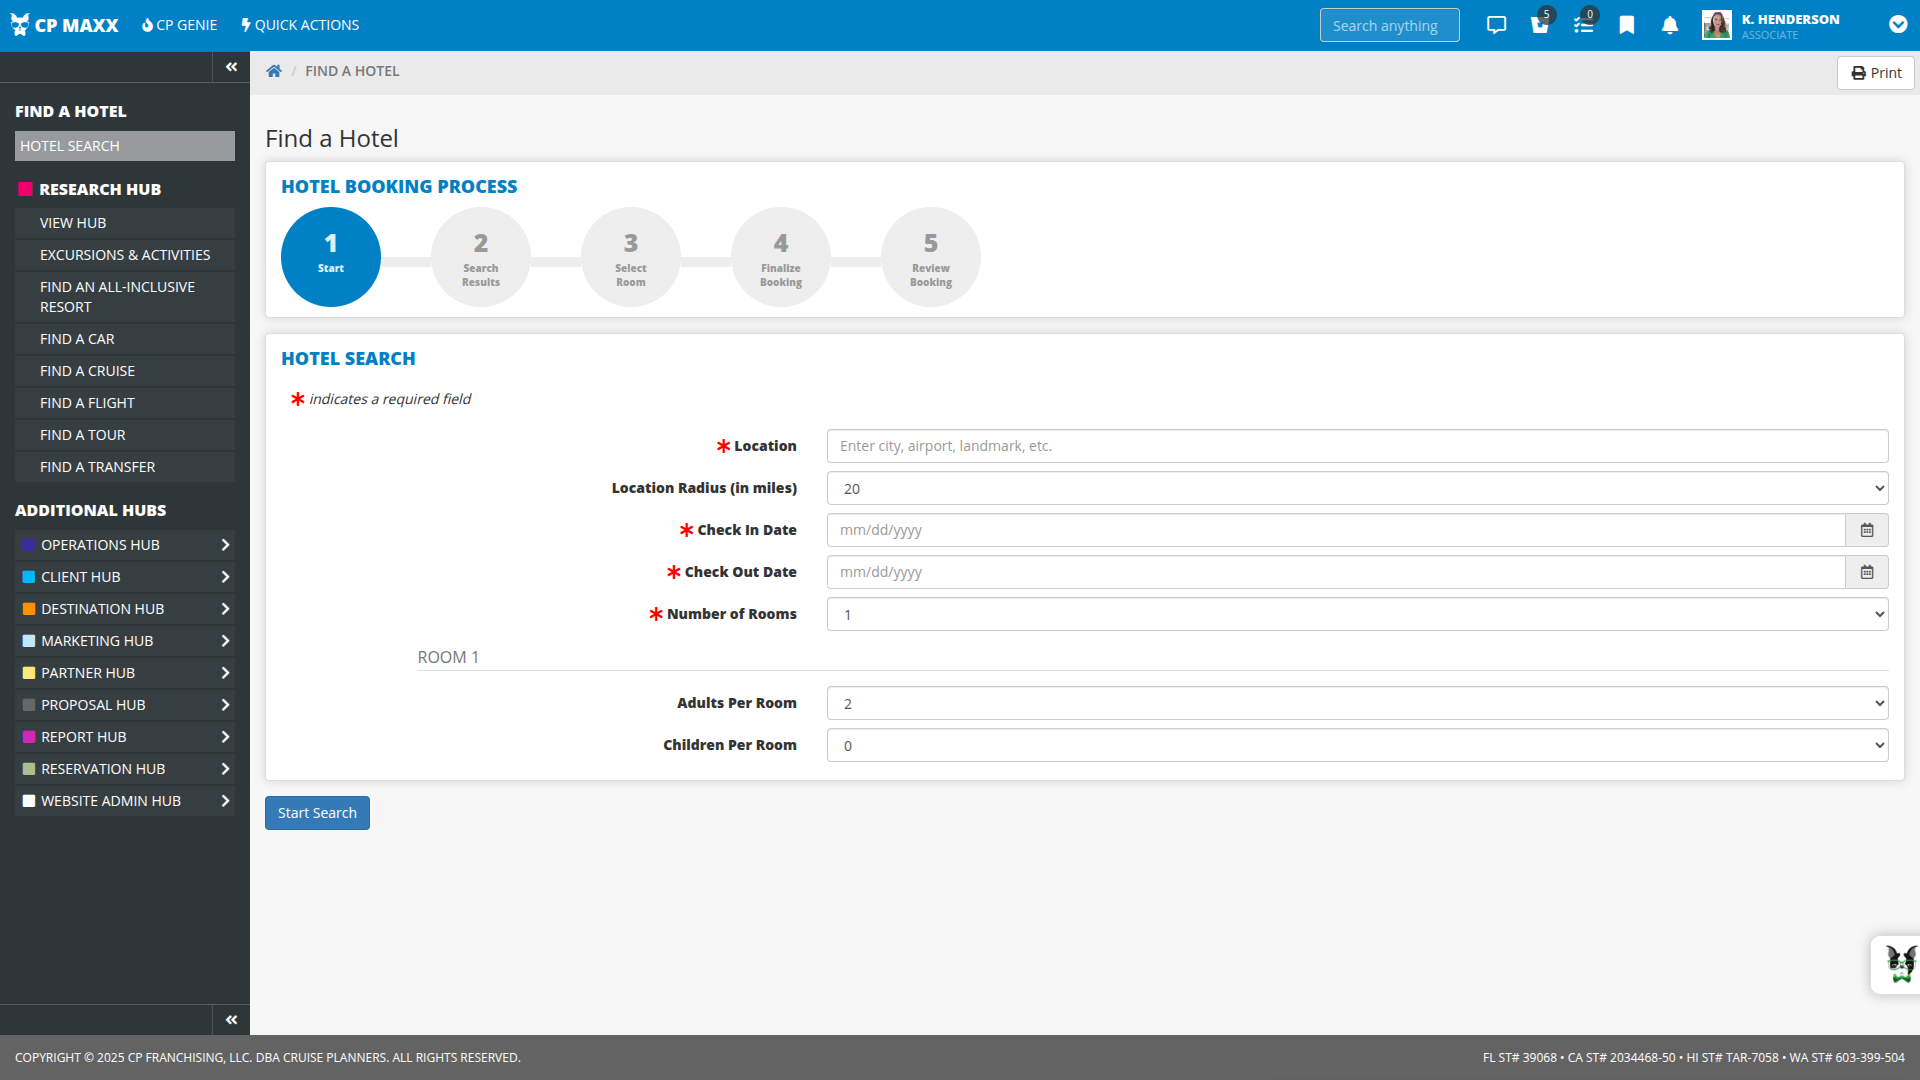 CP MAXX
CP GENIE
QUICK ACTIONS
Search anything
5
0
K. HENDERSON
ASSOCIATE
FIND A HOTEL
Print
FIND A HOTEL
HOTEL SEARCH
RESEARCH HUB
VIEW HUB
EXCURSIONS & ACTIVITIES
FIND AN ALL-INCLUSIVE
RESORT
FIND A CAR
FIND A CRUISE
FIND A FLIGHT
FIND A TOUR
FIND A TRANSFER
ADDITIONAL HUBS
OPERATIONS HUB
CLIENT HUB
DESTINATION HUB
MARKETING HUB
PARTNER HUB
PROPOSAL HUB
REPORT HUB
RESERVATION HUB
WEBSITE ADMIN HUB
Find a Hotel
HOTEL BOOKING PROCESS
1
Start
2
Search
Results
3
Select
Room
4
Finalize
Booking
5
Review
Booking
HOTEL SEARCH
* indicates a required field
* Location
Enter city, airport, landmark, etc.
Location Radius (in miles)
20
* Check In Date
mm/dd/yyyy
* Check Out Date
mm/dd/yyyy
* Number of Rooms
1
ROOM 1
Adults Per Room
2
Children Per Room
0
Start Search
COPYRIGHT © 2025 CP FRANCHISING, LLC. DBA CRUISE PLANNERS. ALL RIGHTS RESERVED.
FL ST# 39068 • CA ST# 2034468-50 • HI ST# TAR-7058 • WA ST# 603-399-504